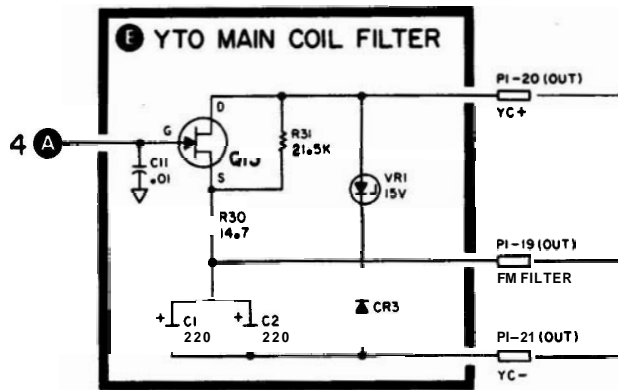 E YTO MAIN COIL FILTER
P1-20 (OUT)
YC+
D
4 A
G
R31
21.5K
C11
.01
S
VR1
15V
R30
14.7
P1-19 (OUT)
FM FILTER
+ C1
220
+ C2
220
CR3
P1-21 (OUT)
YC-